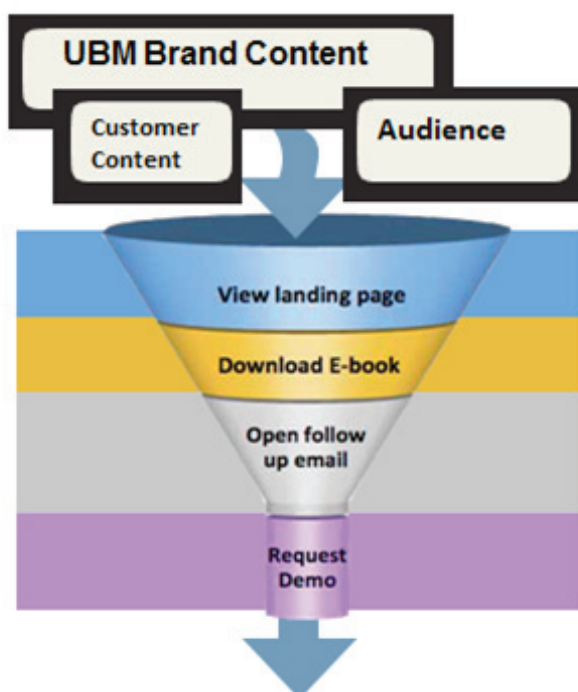 UBM Brand Content
Customer
Content
Audience
View landing page
Download E-book
Open follow
up email
Request
Demo